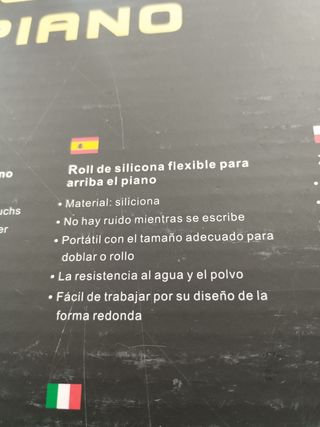 PIANO
Roll de silicona flexible para
arriba el piano
• Material: siliciona
• No hay ruido mientras se escribe
• Portátil con el tamaño adecuado para
doblar o rollo
• La resistencia al agua y el polvo
• Fácil de trabajar por su diseño de la
forma redonda